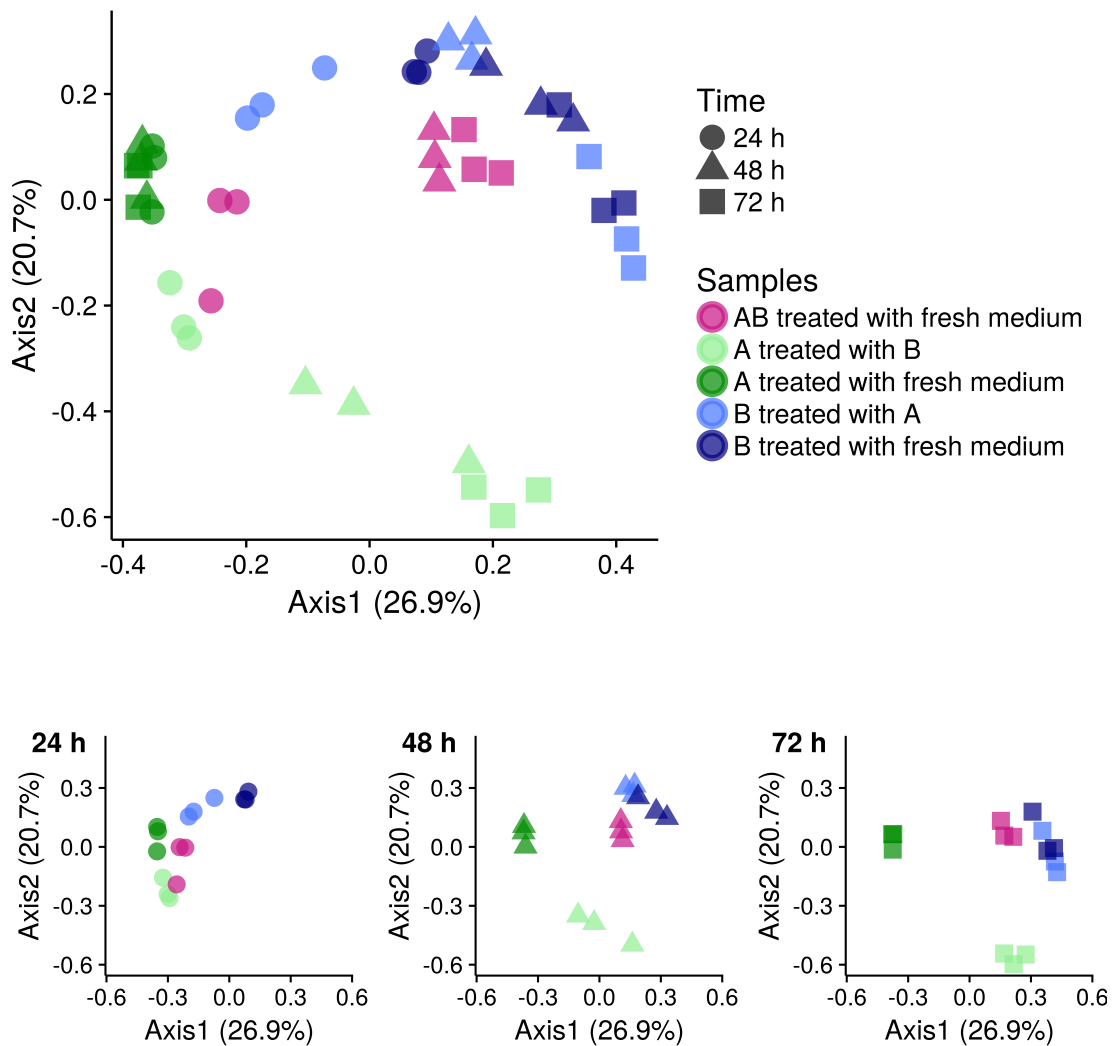 0.2
0.0
-0.2
-0.4
-0.6
Axis2 (20.7%)
-0.4
-0.2
0.0
0.2
0.4
Axis1 (26.9%)
Time
24 h
48 h
72 h
Samples
AB treated with fresh medium
A treated with B
A treated with fresh medium
B treated with A
B treated with fresh medium
24 h
0.3
0.0
-0.3
-0.6
Axis2 (20.7%)
-0.6
-0.3
0.0
0.3
0.6
Axis1 (26.9%)
48 h
0.3
0.0
-0.3
-0.6
Axis2 (20.7%)
-0.6
-0.3
0.0
0.3
0.6
Axis1 (26.9%)
72 h
0.3
0.0
-0.3
-0.6
Axis2 (20.7%)
-0.6
-0.3
0.0
0.3
0.6
Axis1 (26.9%)